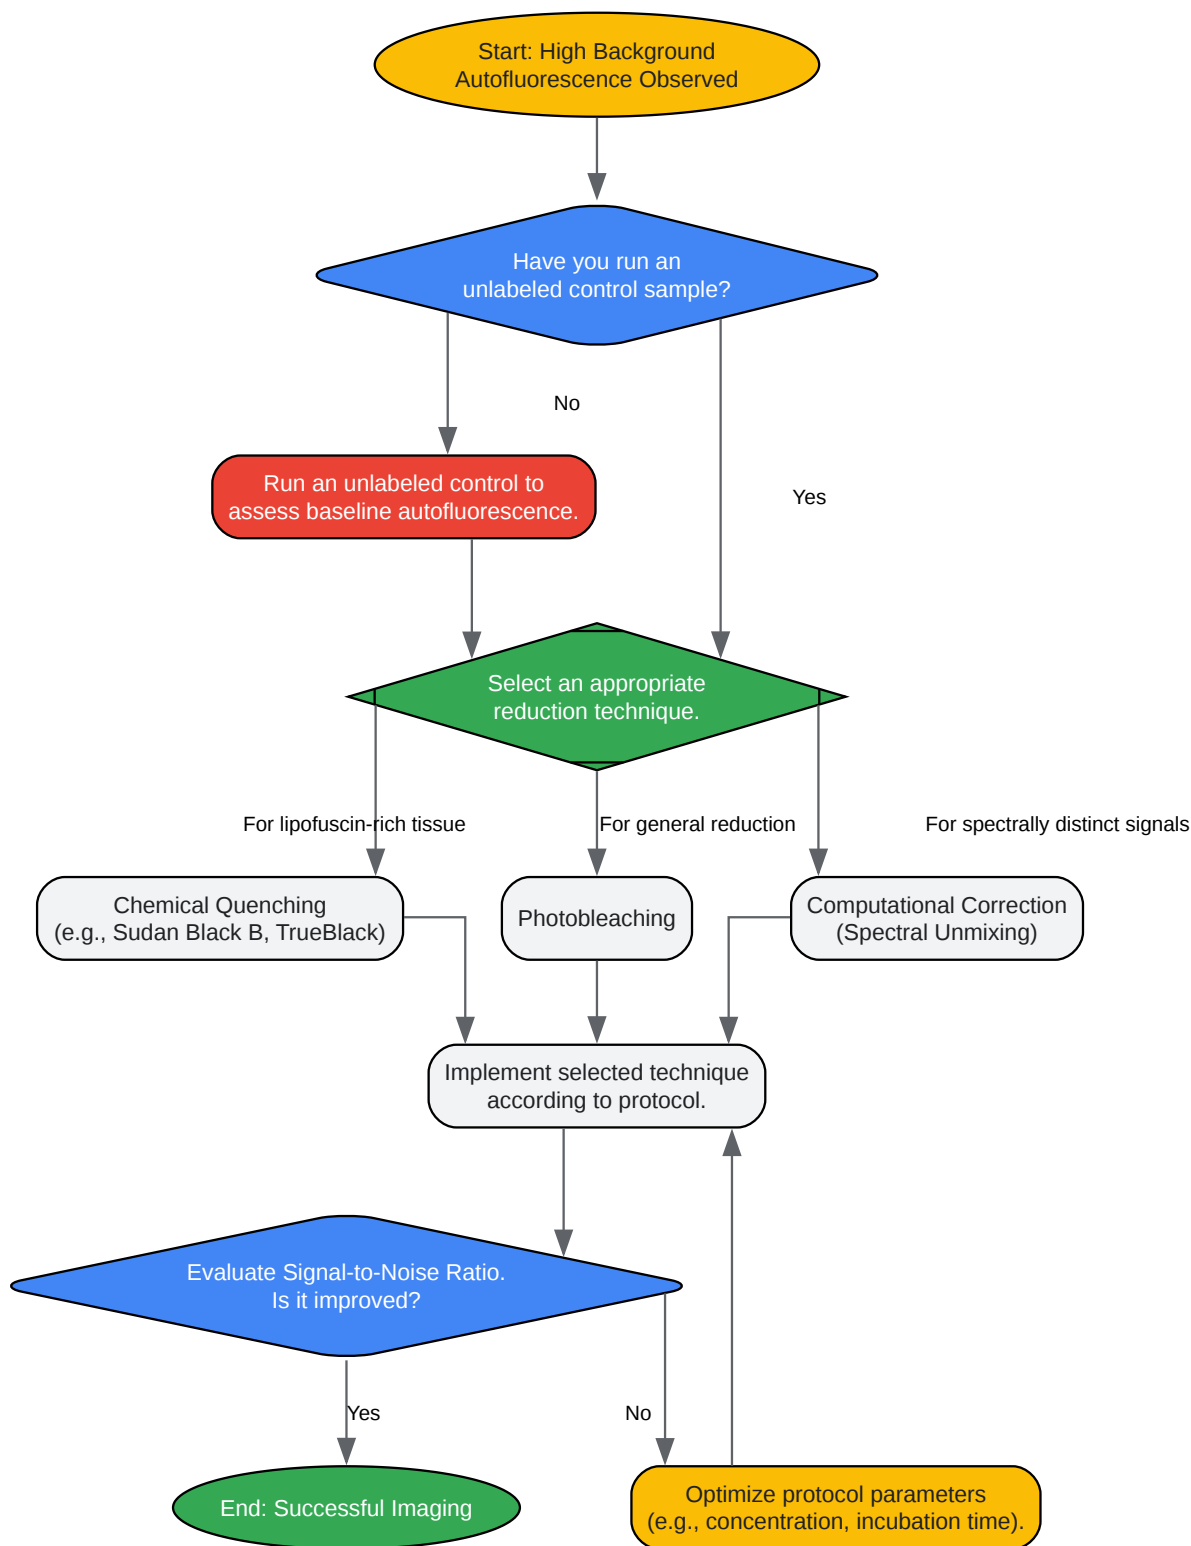 Start: High Background
Autofluorescence Observed
Have you run an
unlabeled control sample?
No
Run an unlabeled control to
assess baseline autofluorescence.
Yes
Select an appropriate
reduction technique.
For lipofuscin-rich tissue
For general reduction
For spectrally distinct signals
Chemical Quenching
(e.g., Sudan Black B, TrueBlack)
Photobleaching
Computational Correction
(Spectral Unmixing)
Implement selected technique
according to protocol.
Evaluate Signal-to-Noise Ratio.
Is it improved?
Yes
No
End: Successful Imaging
Optimize protocol parameters
(e.g., concentration, incubation time).